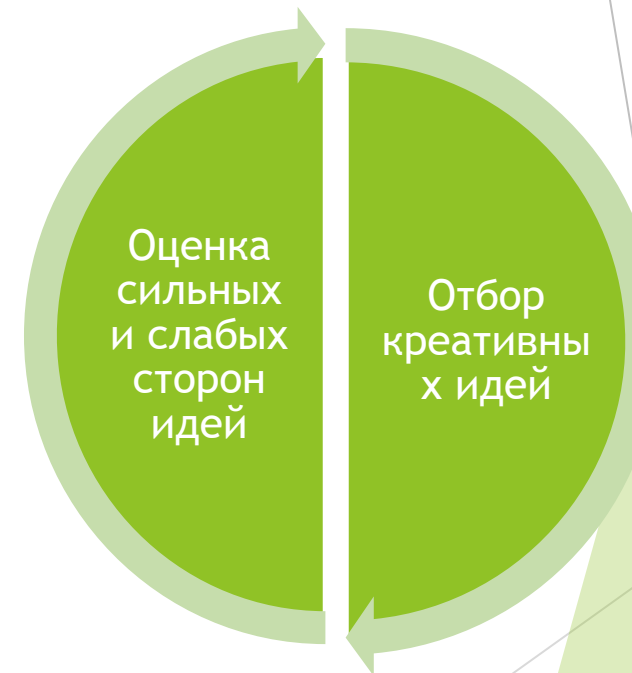 Оценка
сильных
и слабых
сторон
идей
Отбор
креативны
х идей